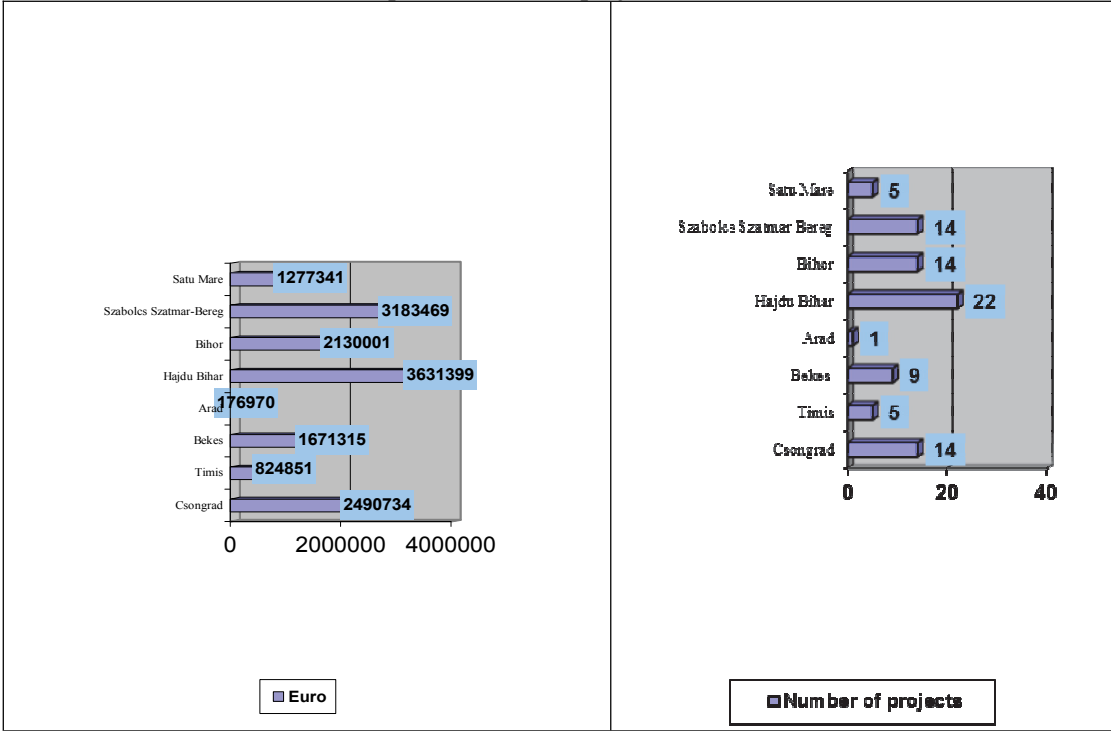 Satu Mare 1277341
Szabolcs Szatmar-Bereg 3183469
Bihor 2130001
Hajdu Bihar 3631399
Arad 176970
Bekes 1671315
Timis 824851
Csongrad 2490734
0 2000000 4000000
Euro
Satu Mare 5
Szabolcs Szatmar Bereg 14
Bihor 14
Hajdu Bihar 22
Arad 1
Bekes 9
Timis 5
Csongrad 14
0 20 40
Number of projects